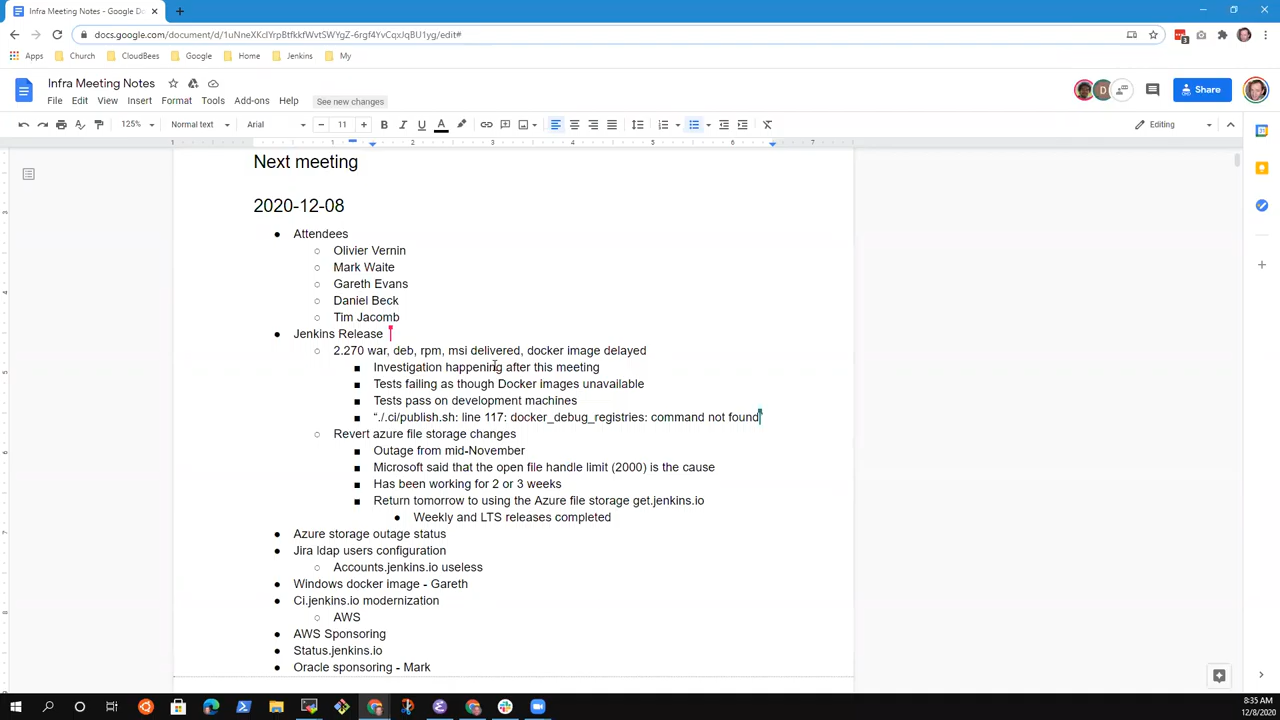 Infra Meeting Notes - Google D
docs.google.com/document/d/1uNneXKclYrpBtfkkfWvtSWYgZ-6rgf4YvCqxJqBU1yg/edit#
Apps Church CloudBees Google Home Jenkins My
Infra Meeting Notes
File Edit View Insert Format Tools Add-ons Help See new changes
Share
125% Normal text Arial 11 Editing
1 1 2 3 4 5 6 7
Next meeting
2020-12-08
Attendees
Olivier Vernin
Mark Waite
Gareth Evans
Daniel Beck
Tim Jacomb
Jenkins Release
2.270 war, deb, rpm, msi delivered, docker image delayed
Investigation happening after this meeting
Tests failing as though Docker images unavailable
Tests pass on development machines
“./.ci/publish.sh: line 117: docker_debug_registries: command not found”
Revert azure file storage changes
Outage from mid-November
Microsoft said that the open file handle limit (2000) is the cause
Has been working for 2 or 3 weeks
Return tomorrow to using the Azure file storage get.jenkins.io
Weekly and LTS releases completed
Azure storage outage status
Jira ldap users configuration
Accounts.jenkins.io useless
Windows docker image - Gareth
Ci.jenkins.io modernization
AWS
AWS Sponsoring
Status.jenkins.io
Oracle sponsoring - Mark
8:35 AM
12/8/2020